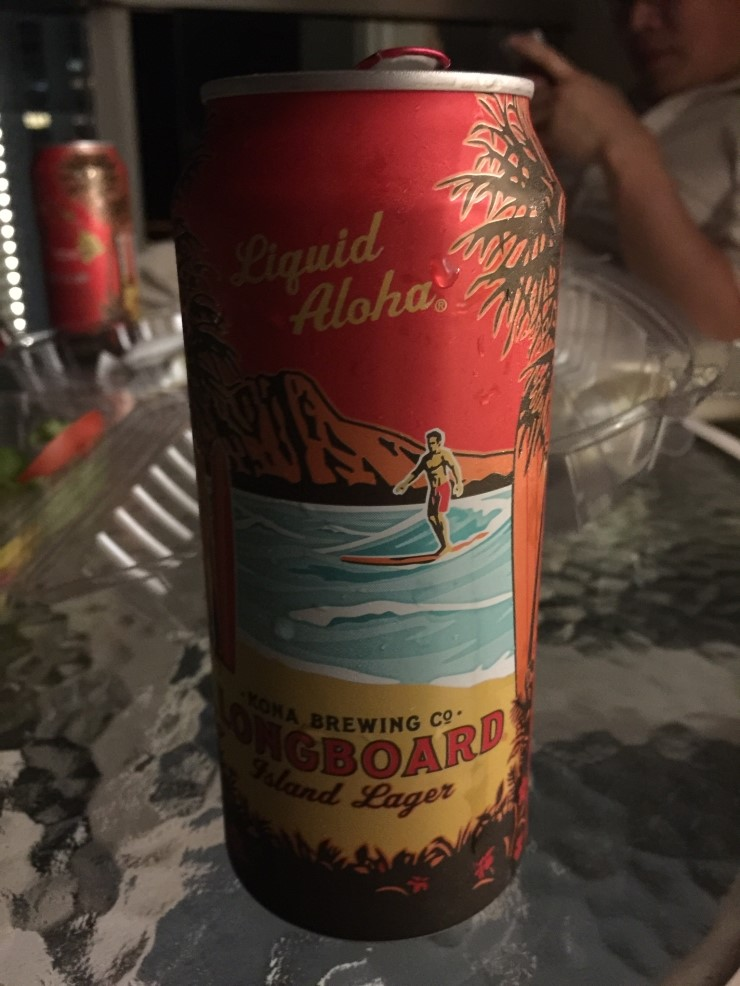 Liquid
Aloha®
· KONA BREWING Cº ·
LONGBOARD
Island Lager